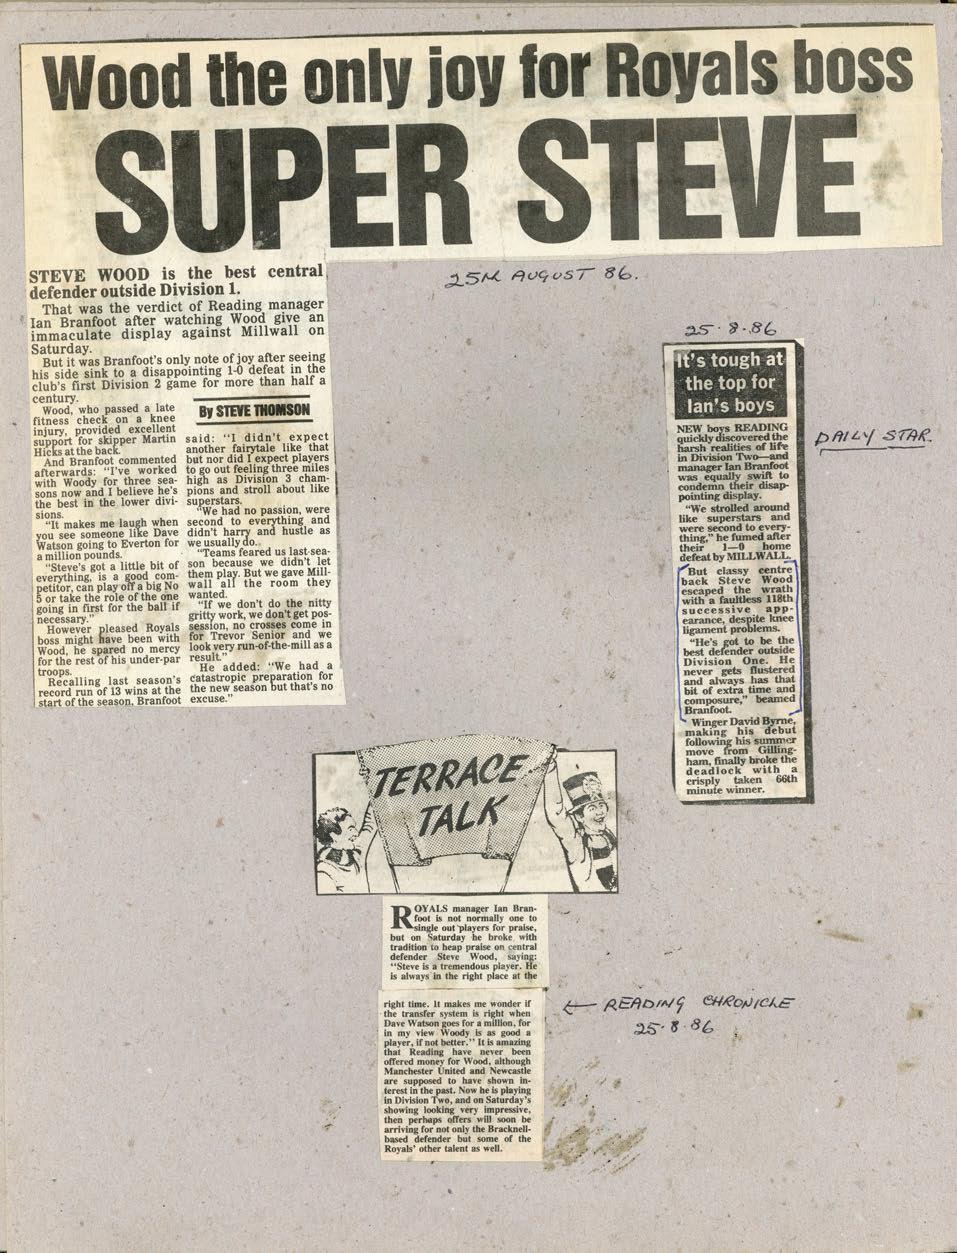 Wood the only joy for Royals boss
SUPER STEVE
STEVE WOOD is the best central
defender outside Division 1.
That was the verdict of Reading manager
Ian Branfoot after watching Wood give an
immaculate display against Millwall on
Saturday.
But it was Branfoot's only note of joy after seeing
his side sink to a disappointing 1-0 defeat in the
club's first Division 2 game for more than half a
century.
Wood, who passed a late
fitness check on a knee
injury, provided excellent
support for skipper Martin
Hicks at the back.
And Branfoot commented
afterwards: "I've worked
with Woody for three sea-
sons now and I believe he's
the best in the lower divi-
sions.
"It makes me laugh when
you see someone like Dave
Watson going to Everton for
a million pounds.
"Steve's got a little bit of
everything, is a good com-
petitor, can play off a big No
5 or take the role of the one
going in first for the ball if
necessary."
However pleased Royals
boss might have been with
Wood, he spared no mercy
for the rest of his under-par
troops.
Recalling last season's
record run of 13 wins at the
start of the season, Branfoot
By STEVE THOMSON
said: "I didn't expect
another fairytale like that
but nor did I expect players
to go out feeling three miles
high as Division 3 cham-
pions and stroll about like
superstars.
"We had no passion, were
second to everything and
didn't harry and hustle as
we usually do.
"Teams feared us last sea-
son because we didn't let
them play. But we gave Mill-
wall all the room they
wanted.
"If we don't do the nitty
gritty work, we don't get pos-
session, no crosses come in
for Trevor Senior and we
look very run-of-the-mill as a
result."
He added: "We had a
catastropic preparation for
the new season but that's no
excuse."
25th AUGUST 86.
25.8.86
It's tough at
the top for
Ian's boys
NEW boys READING
quickly discovered the
harsh realities of life
in Division Two—and
manager Ian Branfoot
was equally swift to
condemn their disap-
pointing display.
"We strolled around
like superstars and
were second to every-
thing," he fumed after
their 1—0 home
defeat by MILLWALL.
But classy centre
back Steve Wood
escaped the wrath
with a faultless 118th
successive app-
earance, despite knee
ligament problems.
"He's got to be the
best defender outside
Division One. He
never gets flustered
and always has that
bit of extra time and
composure," beamed
Branfoot.
Winger David Byrne,
making his debut
following his summer
move from Gilling-
ham, finally broke the
deadlock with a
crisply taken 66th
minute winner.
DAILY STAR.
TERRACE
TALK
ROYALS manager Ian Bran-
foot is not normally one to
single out players for praise,
but on Saturday he broke with
tradition to heap praise on central
defender Steve Wood, saying:
"Steve is a tremendous player. He
is always in the right place at the
right time. It makes me wonder if
the transfer system is right when
Dave Watson goes for a million, for
in my view Woody is as good a
player, if not better." It is amazing
that Reading have never been
offered money for Wood, although
Manchester United and Newcastle
are supposed to have shown in-
terest in the past. Now he is playing
in Division Two, and on Saturday's
showing looking very impressive,
then perhaps offers will soon be
arriving for not only the Bracknell-
based defender but some of the
Royals' other talent as well.
← READING CHRONICLE
25.8.86